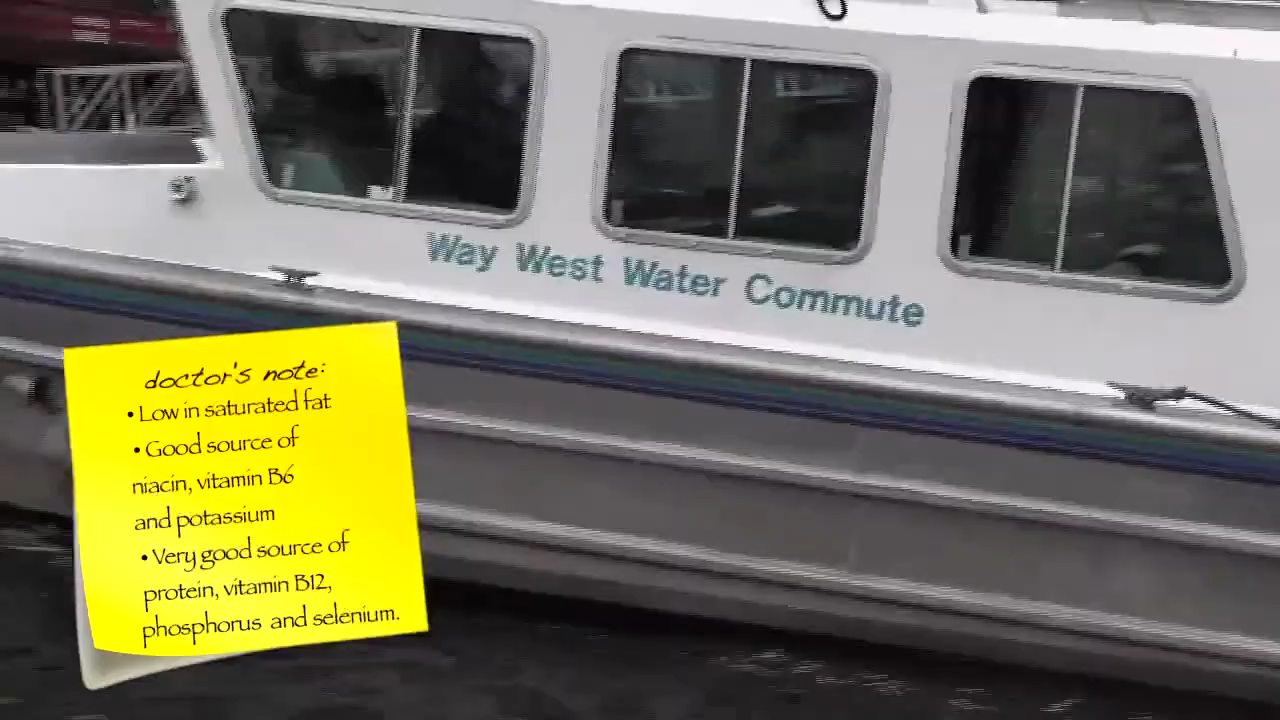 Way West Water Commute
doctor's note:
• Low in saturated fat
• Good source of
niacin, vitamin B6
and potassium
• Very good source of
protein, vitamin B12,
phosphorus and selenium.